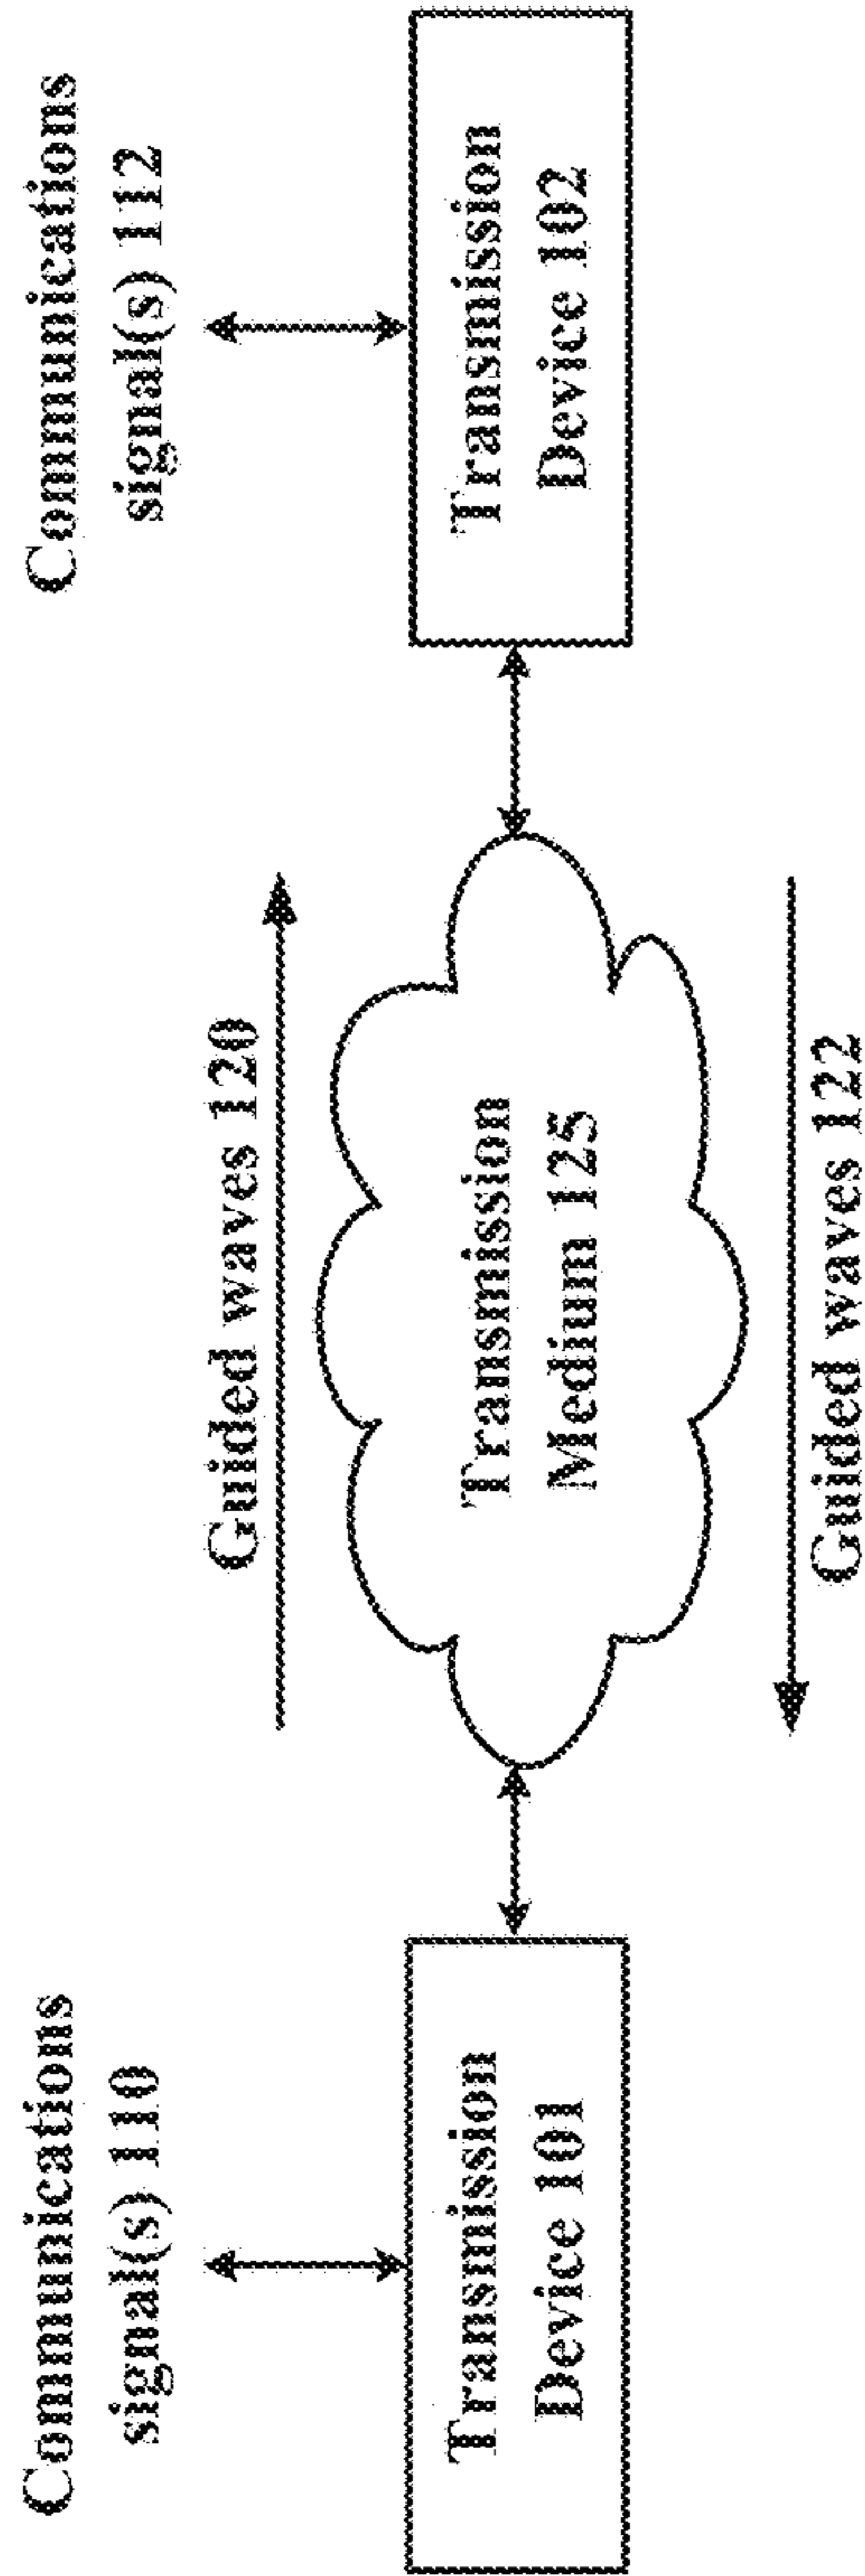 Communications
signal(s) 110
Communications
signal(s) 112
Guided waves 120
Transmission
Device 101
Transmission
Medium 125
Transmission
Device 102
Guided waves 122